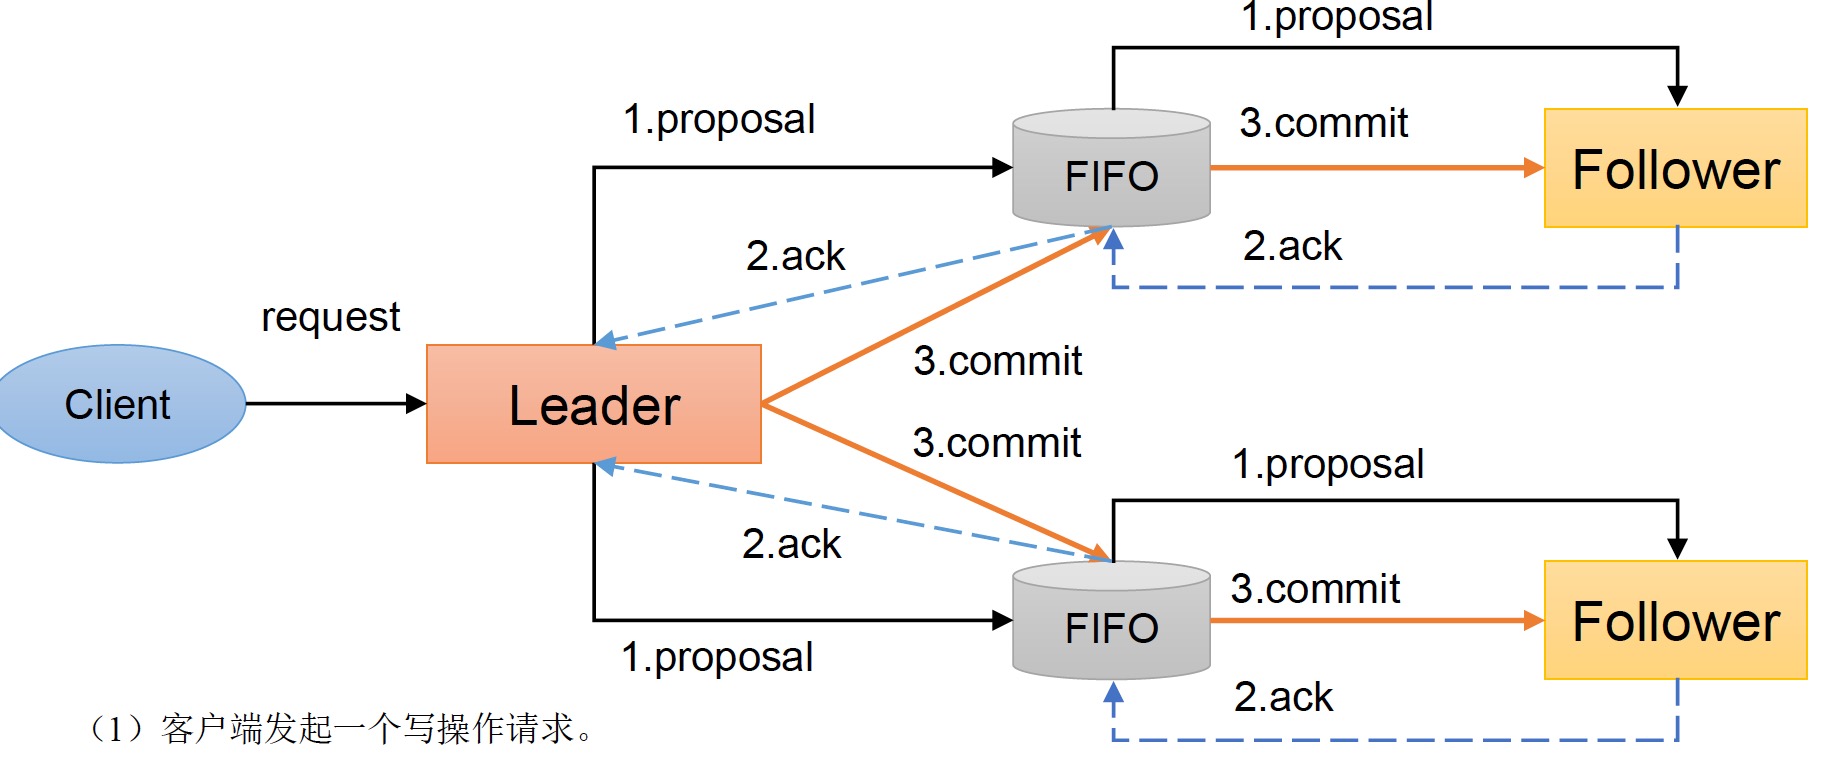 1.proposal
1.proposal
3.commit
FIFO
Follower
2.ack
2.ack
request
3.commit
Client
Leader
3.commit
1.proposal
2.ack
3.commit
FIFO
Follower
1.proposal
2.ack
（1）客户端发起一个写操作请求。